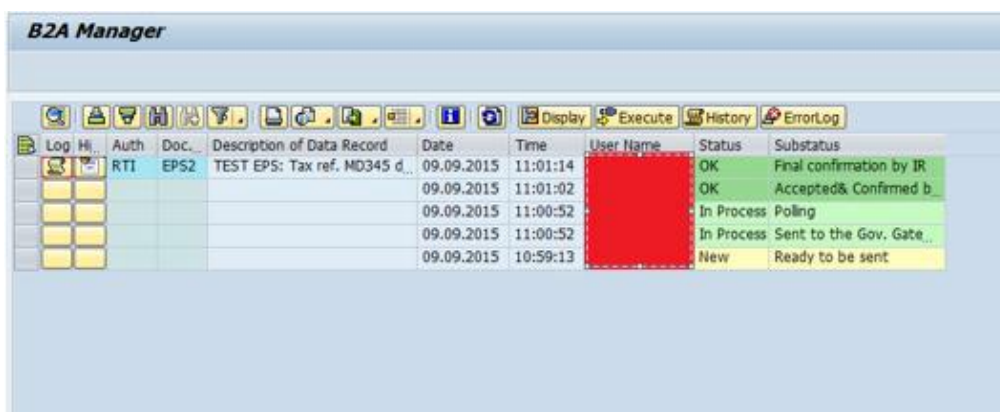 B2A Manager
Display Execute History ErrorLog
Log Hi.. Auth Doc... Description of Data Record Date Time User Name Status Substatus
RTI EPS2 TEST EPS: Tax ref. MD345 d... 09.09.2015 11:01:14 OK Final confirmation by IR
09.09.2015 11:01:02 OK Accepted& Confirmed b...
09.09.2015 11:00:52 In Process Polling
09.09.2015 11:00:52 In Process Sent to the Gov. Gate...
09.09.2015 10:59:13 New Ready to be sent